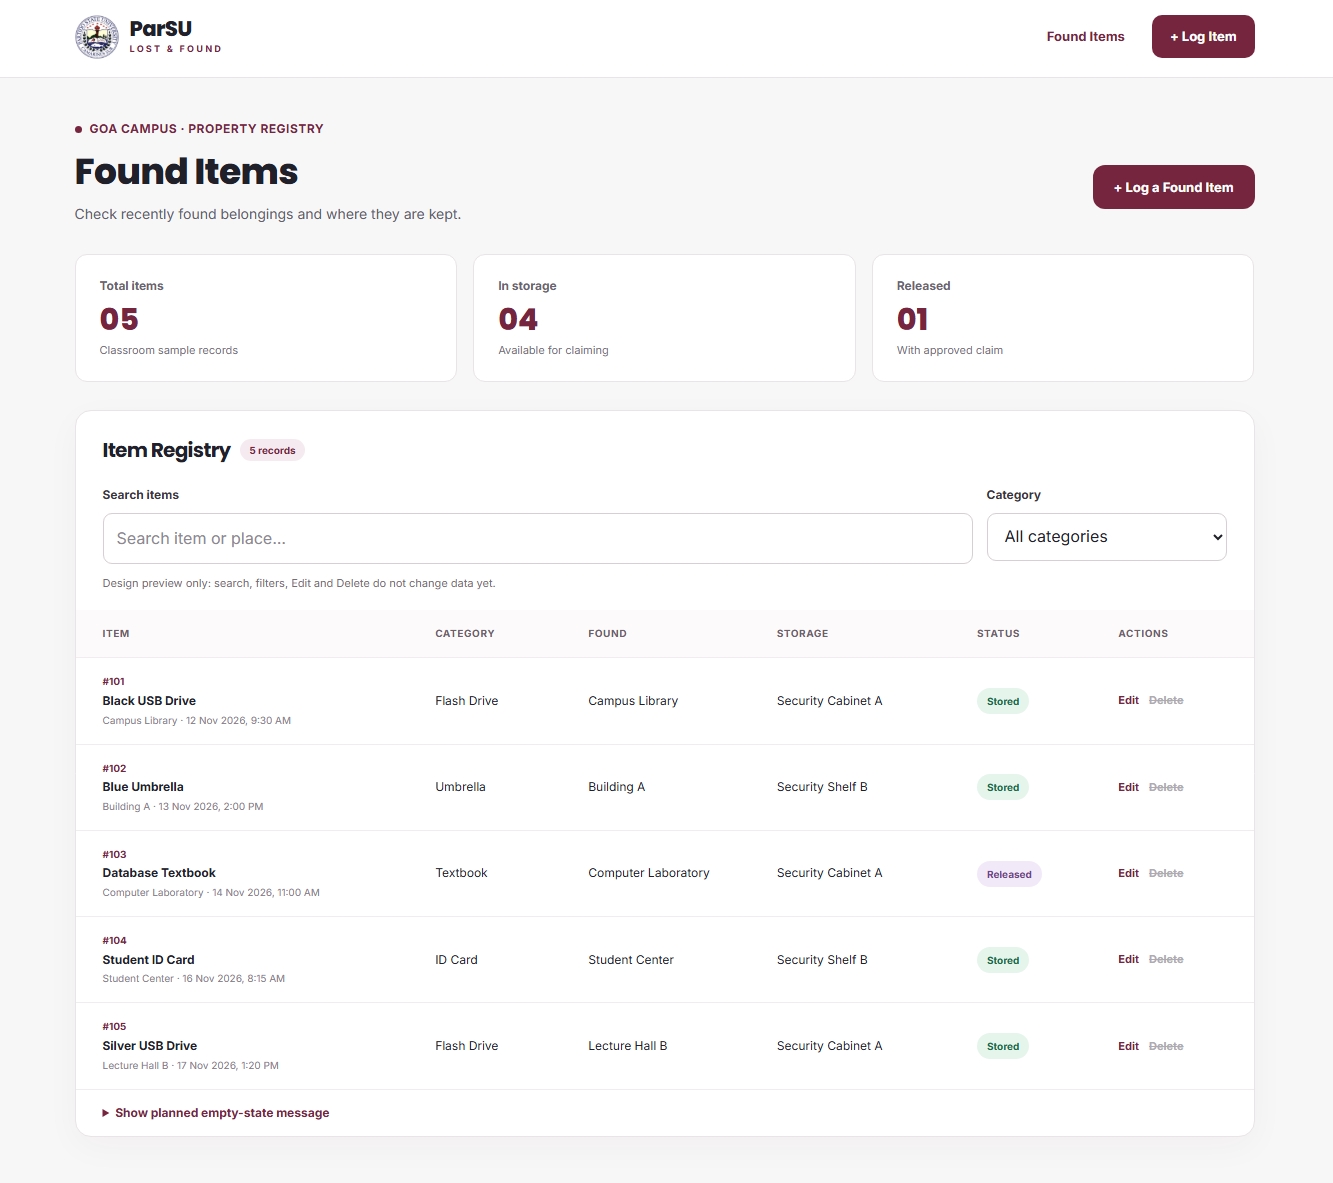 ParSU
LOST & FOUND
Found Items
+ Log Item
GOA CAMPUS · PROPERTY REGISTRY
Found Items
Check recently found belongings and where they are kept.
+ Log a Found Item
Total items
05
Classroom sample records
In storage
04
Available for claiming
Released
01
With approved claim
Item Registry
5 records
Search items
Search item or place...
Category
All categories
Design preview only: search, filters, Edit and Delete do not change data yet.
ITEM CATEGORY FOUND STORAGE STATUS ACTIONS
#101
Black USB Drive Flash Drive Campus Library Security Cabinet A Stored Edit Delete
Campus Library · 12 Nov 2026, 9:30 AM
#102
Blue Umbrella Umbrella Building A Security Shelf B Stored Edit Delete
Building A · 13 Nov 2026, 2:00 PM
#103
Database Textbook Textbook Computer Laboratory Security Cabinet A Released Edit Delete
Computer Laboratory · 14 Nov 2026, 11:00 AM
#104
Student ID Card ID Card Student Center Security Shelf B Stored Edit Delete
Student Center · 16 Nov 2026, 8:15 AM
#105
Silver USB Drive Flash Drive Lecture Hall B Security Cabinet A Stored Edit Delete
Lecture Hall B · 17 Nov 2026, 1:20 PM
Show planned empty-state message